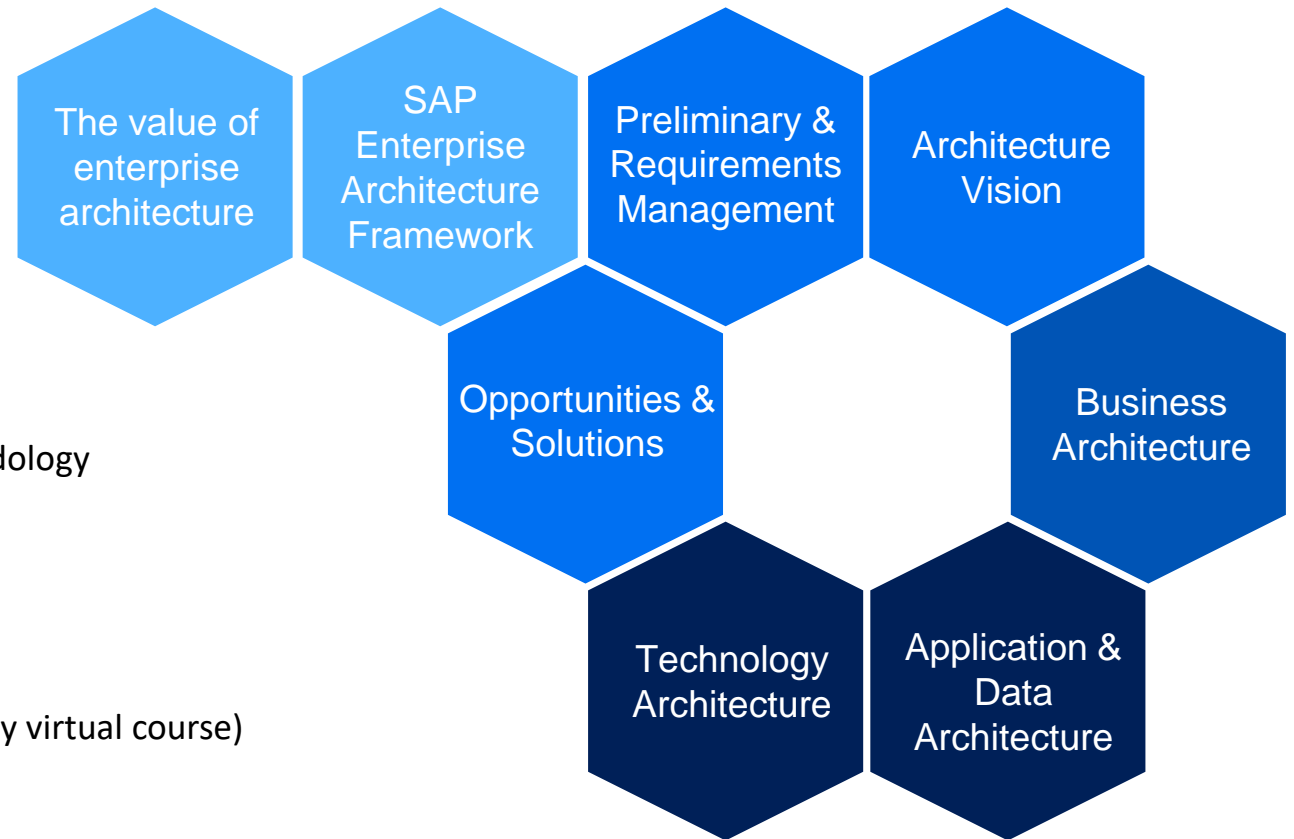 The value of
enterprise
architecture
SAP
Enterprise
Architecture
Framework
Preliminary &
Requirements
Management
Architecture
Vision
Opportunities &
Solutions
Business
Architecture
dology
Technology
Architecture
Application &
Data
Architecture
y virtual course)